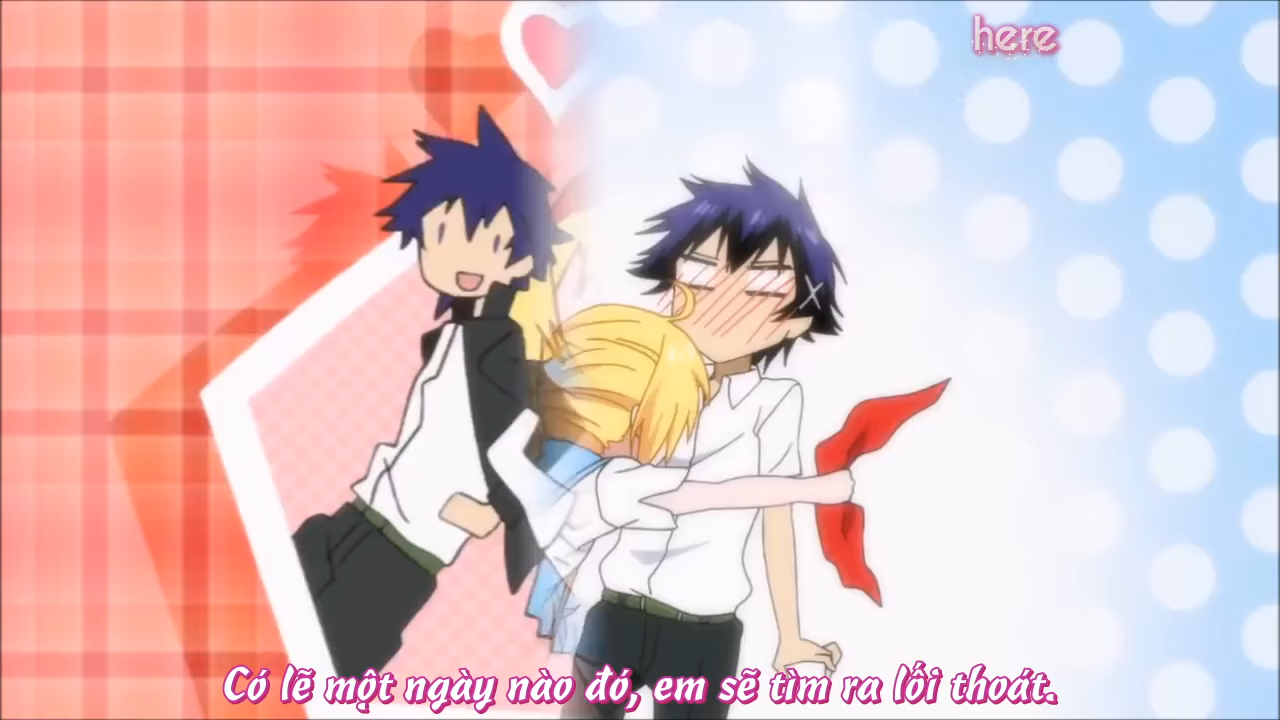 here
Có lẽ một ngày nào đó, em sẽ tìm ra lối thoát.